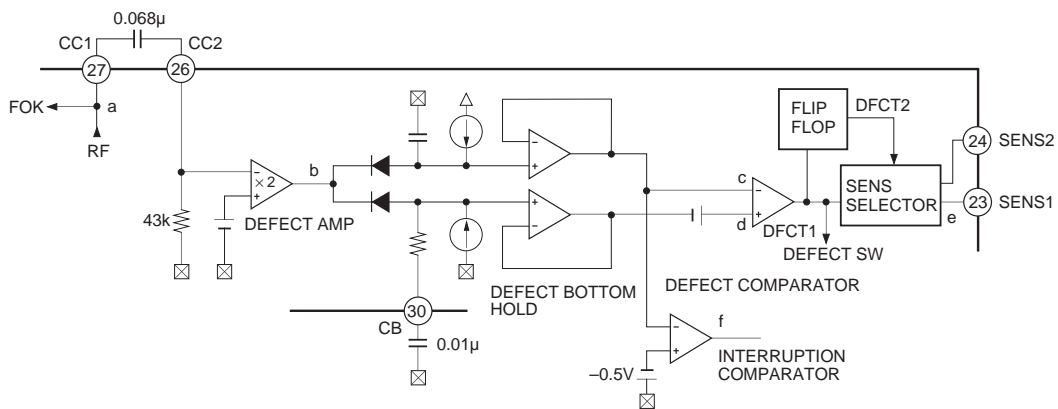 0.068μ
CC1
CC2
27
26
FOK
a
RF
43k
−
× 2
+
DEFECT AMP
b
+
−
−
+
+
−
30
CB
0.01μ
DEFECT BOTTOM
HOLD
c
d
−
+
DFCT1
DEFECT SW
DEFECT COMPARATOR
FLIP
FLOP
DFCT2
SENS
SELECTOR
24
SENS2
23
SENS1
e
−
+
f
−0.5V
INTERRUPTION
COMPARATOR